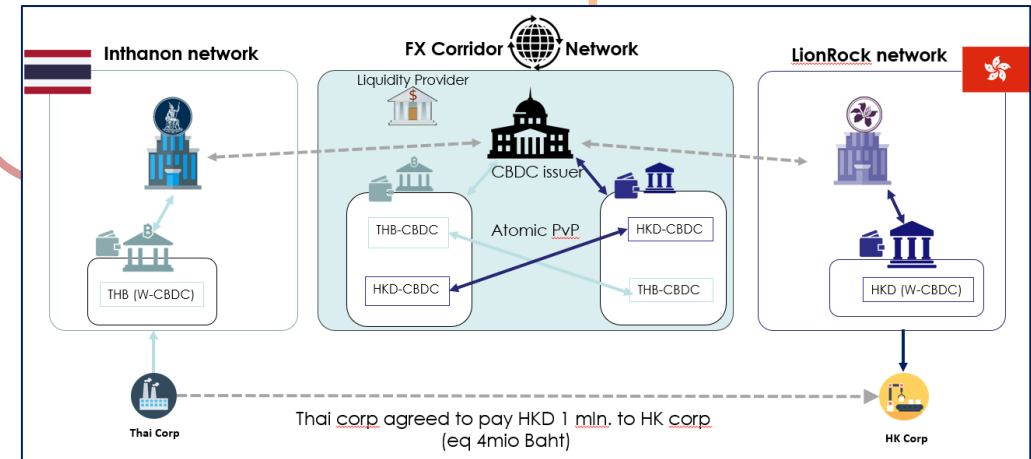 Inthanon network
FX Corridor Network
LionRock network
Liquidity Provider
$
CBDC issuer
฿
฿
THB-CBDC
Atomic PvP
HKD-CBDC
HKD-CBDC
THB-CBDC
THB (W-CBDC)
HKD (W-CBDC)
Thai Corp
Thai corp agreed to pay HKD 1 mln. to HK corp
(eq 4mio Baht)
HK Corp